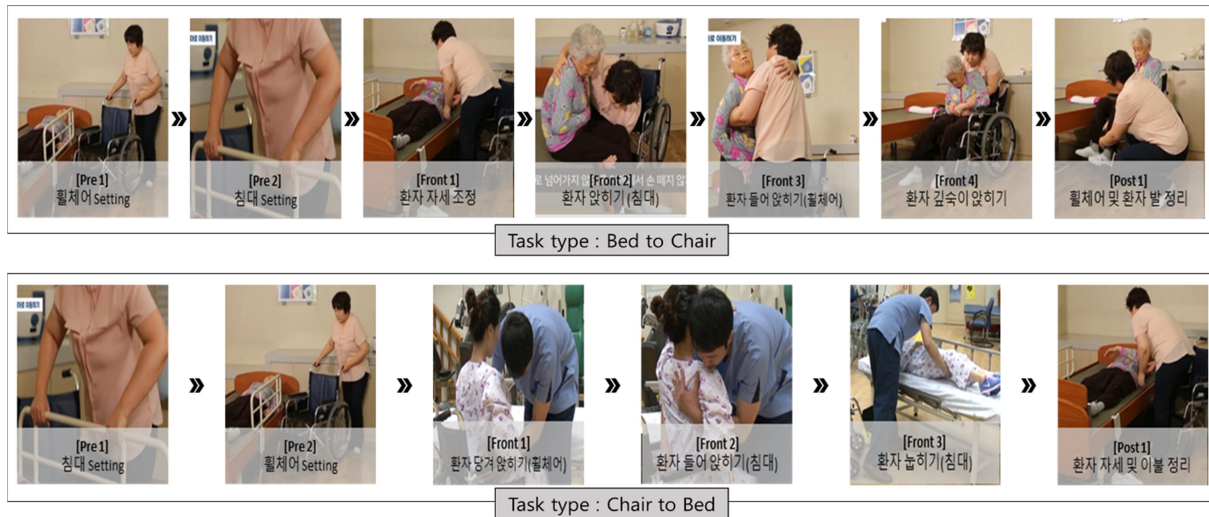 [Pre 1]
휠체어 Setting
[Pre 2]
침대 Setting
[Front 1]
환자 자세 조정
[Front 2]
환자 앉히기 (침대)
[Front 3]
환자 들어 앉히기(휠체어)
[Front 4]
환자 깊숙이 앉히기
[Post 1]
휠체어 및 환자 발 정리
Task type : Bed to Chair
[Pre 1]
침대 Setting
[Pre 2]
휠체어 Setting
[Front 1]
환자 당겨 앉히기(휠체어)
[Front 2]
환자 들어 앉히기(침대)
[Front 3]
환자 눕히기(침대)
[Post 1]
환자 자세 및 이불 정리
Task type : Chair to Bed